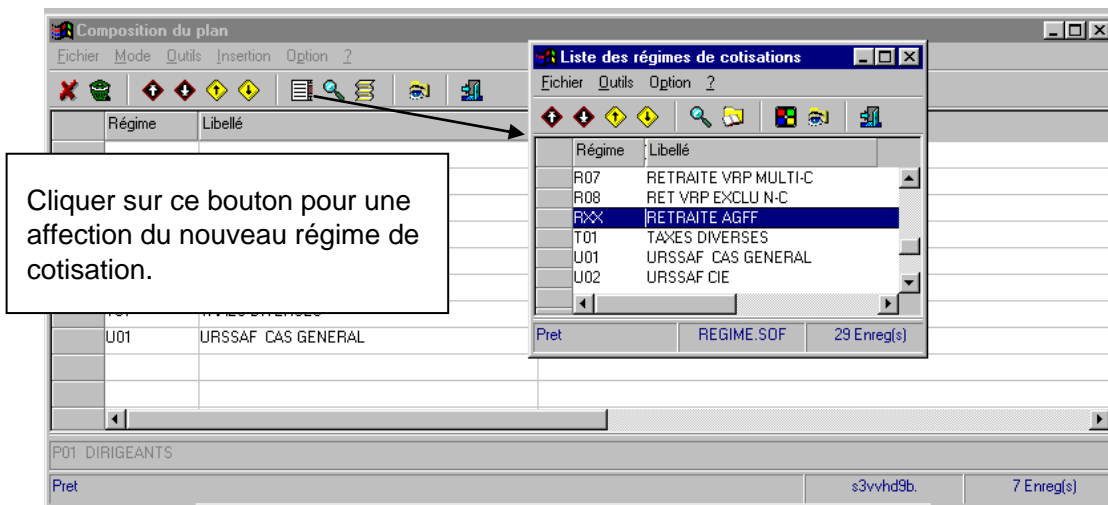 Composition du plan
Fichier Mode Outils Insertion Option ?
Régime Libellé
Cliquer sur ce bouton pour une
affection du nouveau régime de
cotisation.
U01 URSSAF CAS GENERAL
P01 DIRIGEANTS
Pret s3vvhd9b. 7 Enreg(s)
Liste des régimes de cotisations
Fichier Outils Option ?
Régime Libellé
R07 RETRAITE VRP MULTI-C
R08 RET VRP EXCLU N-C
RXX RETRAITE AGFF
T01 TAXES DIVERSES
U01 URSSAF CAS GENERAL
U02 URSSAF CIE
Pret REGIME.SOF 29 Enreg(s)